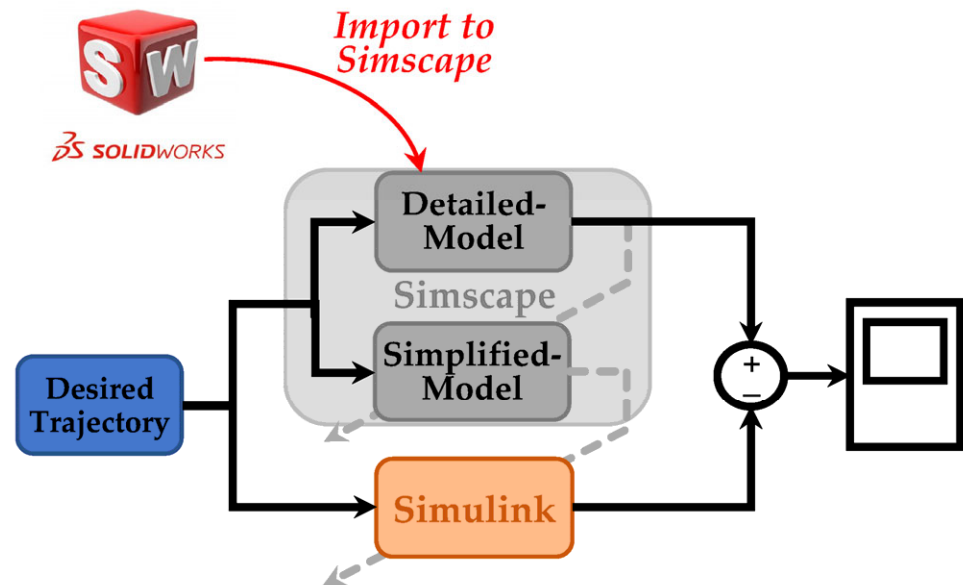 Import to
Simscape
SW
SOLIDWORKS
Detailed-
Model
Simscape
Simplified-
Model
Desired
Trajectory
Simulink
+
−